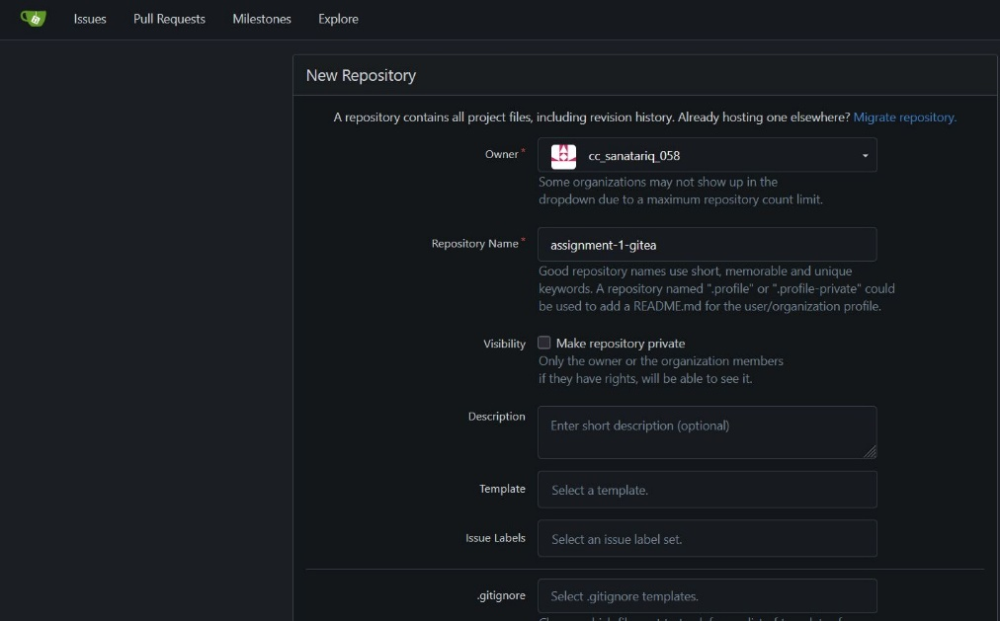 Issues Pull Requests Milestones Explore
New Repository
A repository contains all project files, including revision history. Already hosting one elsewhere? Migrate repository.
Owner* cc_sanatariq_058
Some organizations may not show up in the
dropdown due to a maximum repository count limit.
Repository Name* assignment-1-gitea
Good repository names use short, memorable and unique
keywords. A repository named ".profile" or ".profile-private" could
be used to add a README.md for the user/organization profile.
Visibility Make repository private
Only the owner or the organization members
if they have rights, will be able to see it.
Description Enter short description (optional)
Template Select a template.
Issue Labels Select an issue label set.
.gitignore Select .gitignore templates.